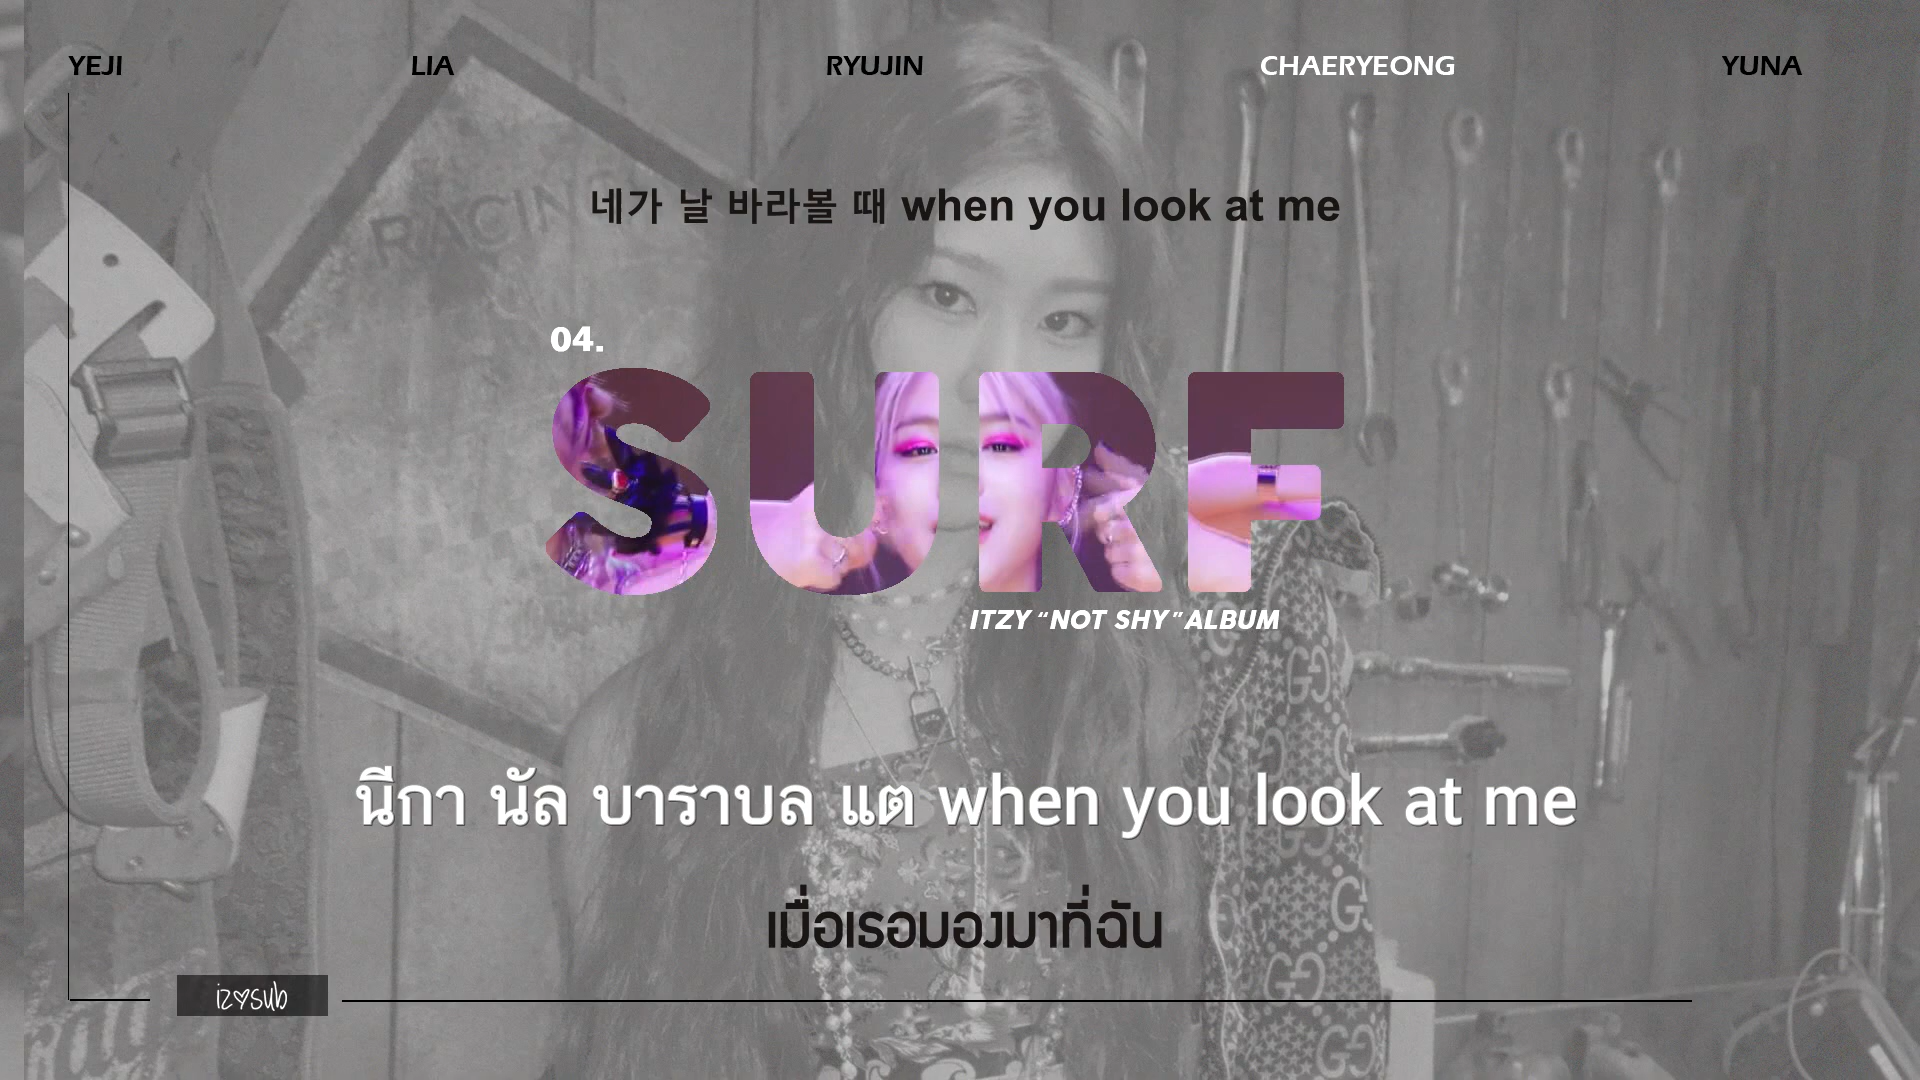 YEJI LIA RYUJIN CHAERYEONG YUNA
RACIN
네가 날 바라볼 때 when you look at me
04.
SURF
ITZY "NOT SHY" ALBUM
นีกา นัล บาราบล แต when you look at me
เมื่อเธอมองมาที่ฉัน
iz♡sub